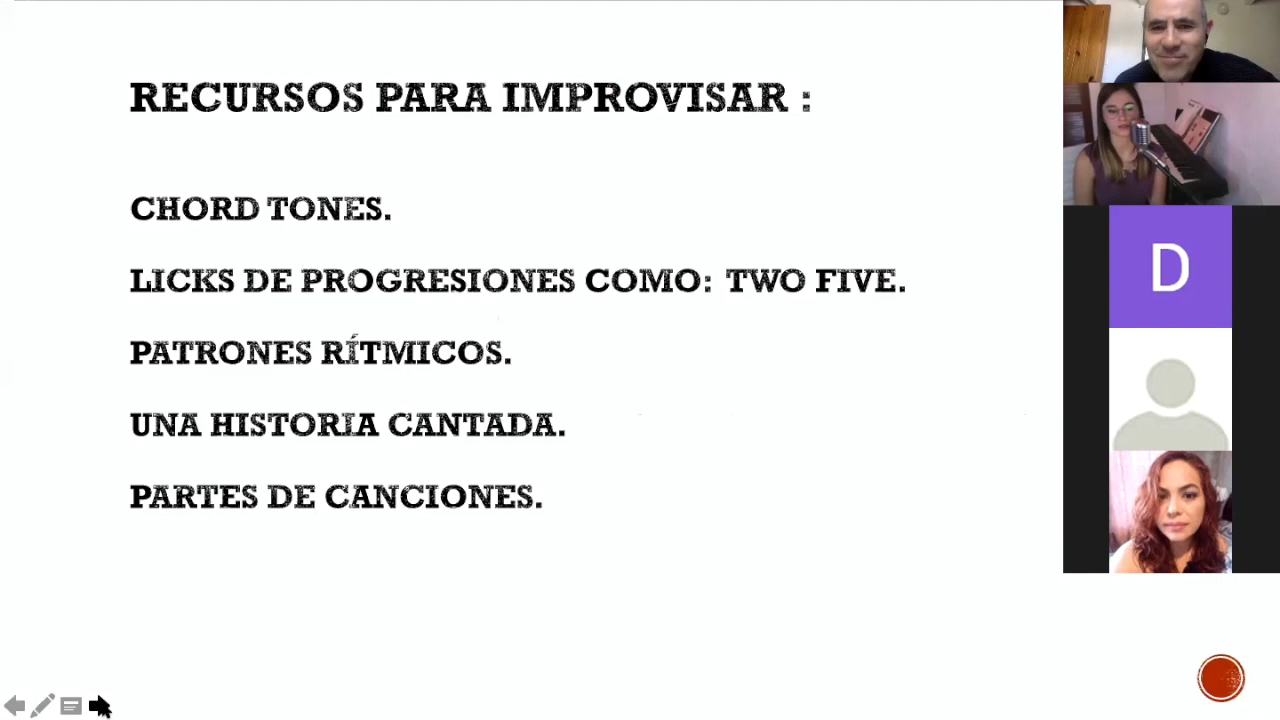 RECURSOS PARA IMPROVISAR :
CHORD TONES.
LICKS DE PROGRESIONES COMO: TWO FIVE.
PATRONES RÍTMICOS.
UNA HISTORIA CANTADA.
PARTES DE CANCIONES.
D